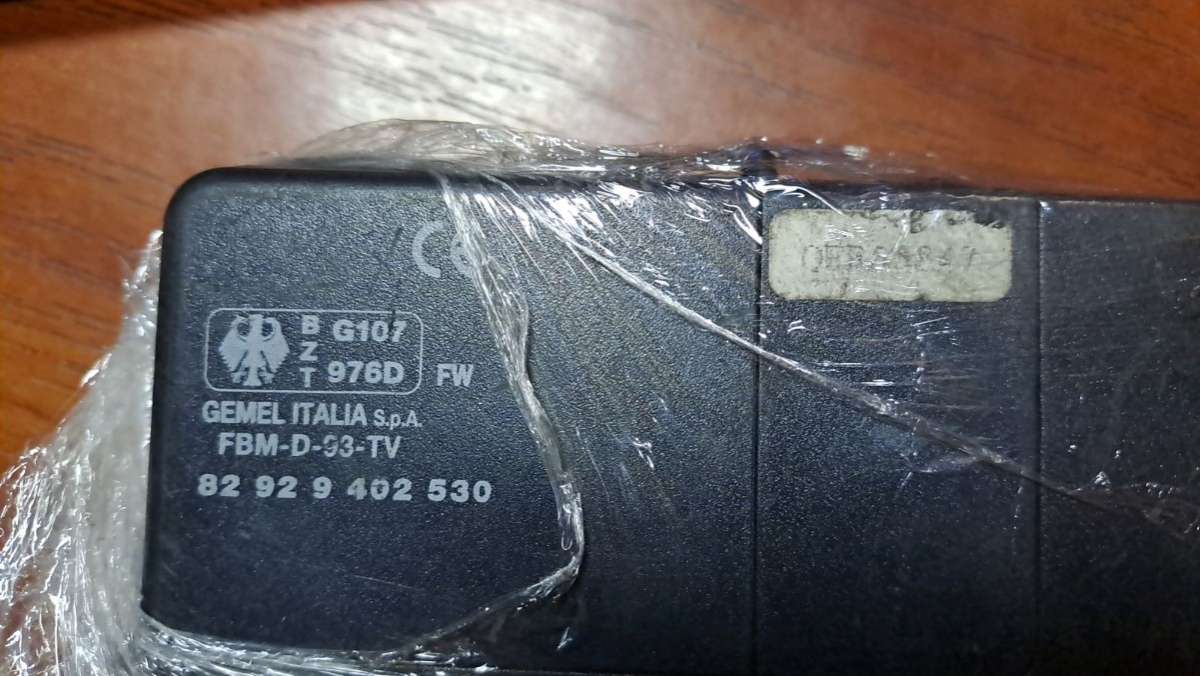 CE
B Z T G107 976D FW
GEMEL ITALIA S.p.A.
FBM-D-93-TV
82 92 9 402 530